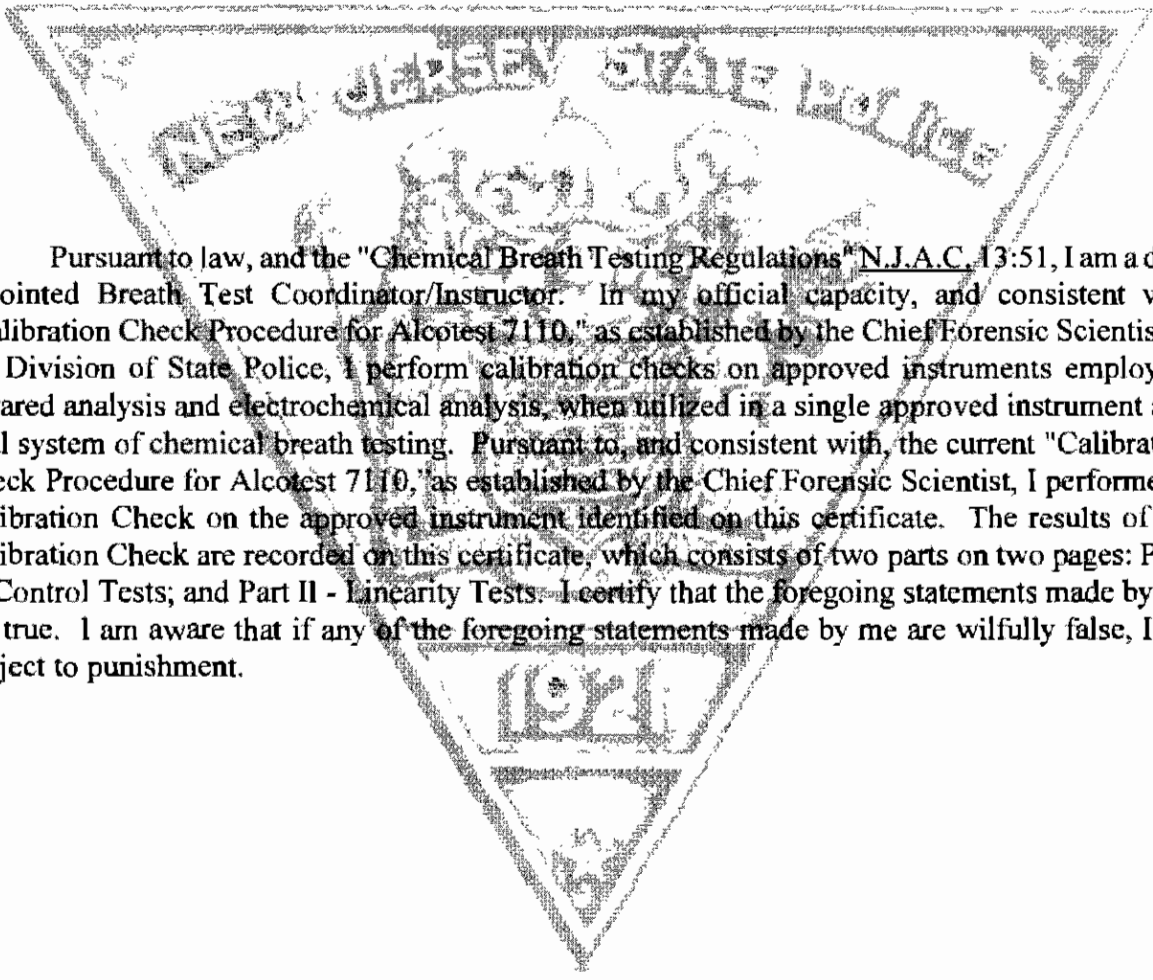 NEW JERSEY STATE POLICE
Pursuant to law, and the "Chemical Breath Testing Regulations" N.J.A.C. 13:51, I am a d
ointed Breath Test Coordinator/Instructor. In my official capacity, and consistent v
alibration Check Procedure for Alcotest 7110," as established by the Chief Forensic Scientis
Division of State Police, I perform calibration checks on approved instruments employ
ared analysis and electrochemical analysis, when utilized in a single approved instrument a
al system of chemical breath testing. Pursuant to, and consistent with, the current "Calibrat
eck Procedure for Alcotest 7110," as established by the Chief Forensic Scientist, I performe
ibration Check on the approved instrument identified on this certificate. The results of
ibration Check are recorded on this certificate, which consists of two parts on two pages: P
Control Tests; and Part II - Linearity Tests. I certify that the foregoing statements made by
true. I am aware that if any of the foregoing statements made by me are wilfully false, I
ject to punishment.
1921